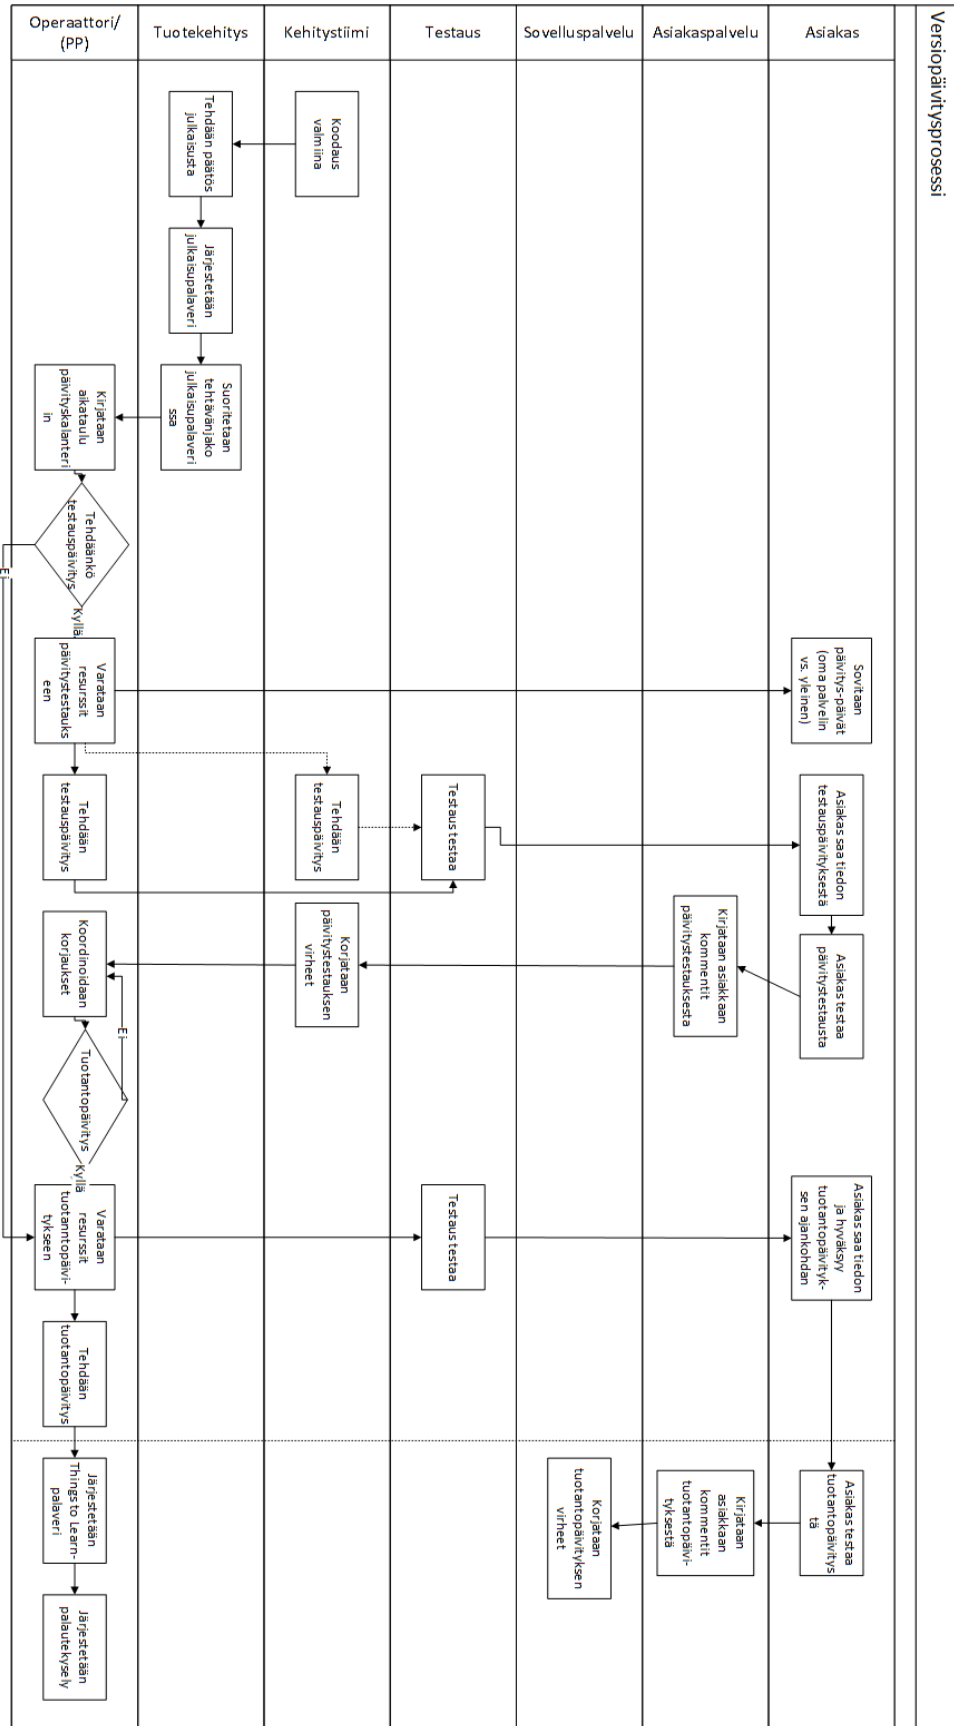 Versiopäivitysprosessi
Operaattori/
(PP)
Tuotekehitys
Kehitystiimi
Testaus
Sovelluspalvelu
Asiakaspalvelu
Asiakas
Koodaus
valmiina
Tehdään päätös
julkaisusta
Järjestetään
julkaisupalaveri
Suoritetaan
tehtävänjako
julkaisupalaveri
ssa
Kirjataan
aikataulu
päivityskalanteri
in
Tehdäänkö
testauspäivitys
Ei
Kyllä
Varataan
resurssit
päivitystestauks
een
Sovitaan
päivitys-päivät
(oma palvelin
vs. yleinen)
Tehdään
testauspäivitys
Tehdään
testauspäivitys
Testaus testaa
Asiakas saa tiedon
testauspäivityksestä
Asiakas testaa
päivitystestausta
Kirjataan asiakkaan
kommentit
päivitystestauksesta
Korjataan
päivitystestauksen
virheet
Koordinoidaan
korjaukset
Ei
Tuotantopäivitys
Kyllä
Varataan
resurssit
tuotanntopäivi-
tykseen
Testaus testaa
Asiakas saa tiedon
ja hyväksyy
tuotantopäivityk-
sen ajankohdan
Tehdään
tuotantopäivitys
Asiakas testaa
tuotantopäivitys
tä
Kirjataan
asiakkaan
kommentit
tuotantopäivi-
tyksestä
Korjataan
tuotantopäivityksen
virheet
Järjestetään
Things to Learn-
palaveri
Järjestetään
palautekysely